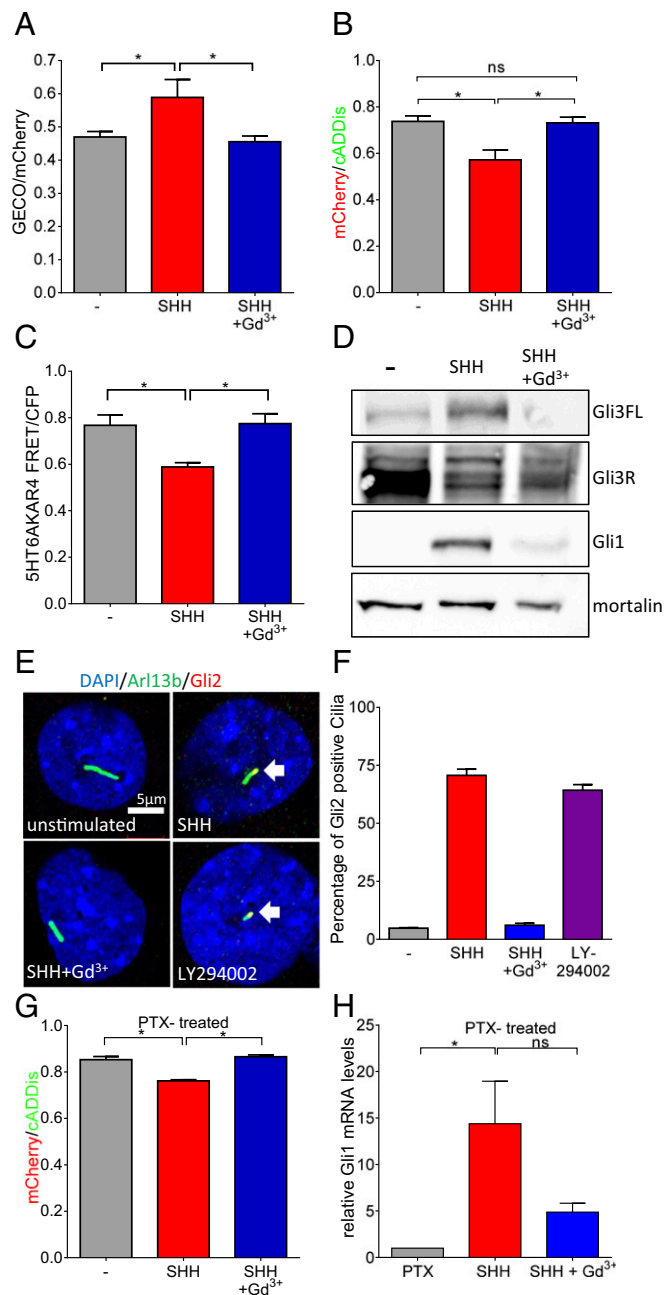 A
GECO/mCherry
0.7
0.6
0.5
0.4
0.3
0.2
0.1
0.0
*
*
-
SHH
SHH
+Gd³⁺
B
mCherry/cADDis
1.0
0.8
0.6
0.4
0.2
0.0
ns
*
*
-
SHH
SHH
+Gd³⁺
C
5HT6AKAR4 FRET/CFP
1.0
0.8
0.6
0.4
0.2
0.0
*
*
-
SHH
SHH
+Gd³⁺
D
-
SHH
SHH
+Gd³⁺
Gli3FL
Gli3R
Gli1
mortalin
E
DAPI/Arl13b/Gli2
5µm
unstimulated
SHH
SHH+Gd³⁺
LY294002
F
Percentage of Gli2 positive Cilia
100
75
50
25
0
-
SHH
SHH
+Gd³⁺
LY-
294002
G
PTX- treated
mCherry/cADDis
1.0
0.8
0.6
0.4
0.2
0.0
*
*
-
SHH
SHH
+Gd³⁺
H
PTX-treated
relative Gli1 mRNA levels
25
20
15
10
5
0
*
ns
PTX
SHH
SHH + Gd³⁺